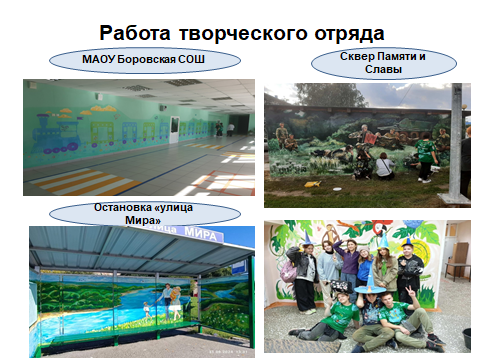 Работа творческого отряда
МАОУ Боровская СОШ
Сквер Памяти и
Славы
Остановка «улица
Мира»
МИРА